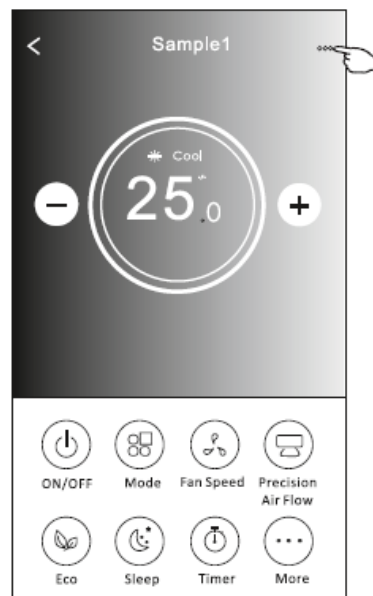 Sample1
Cool
25.0
ON/OFF
Mode
Fan Speed
Precision
Air Flow
Eco
Sleep
Timer
More